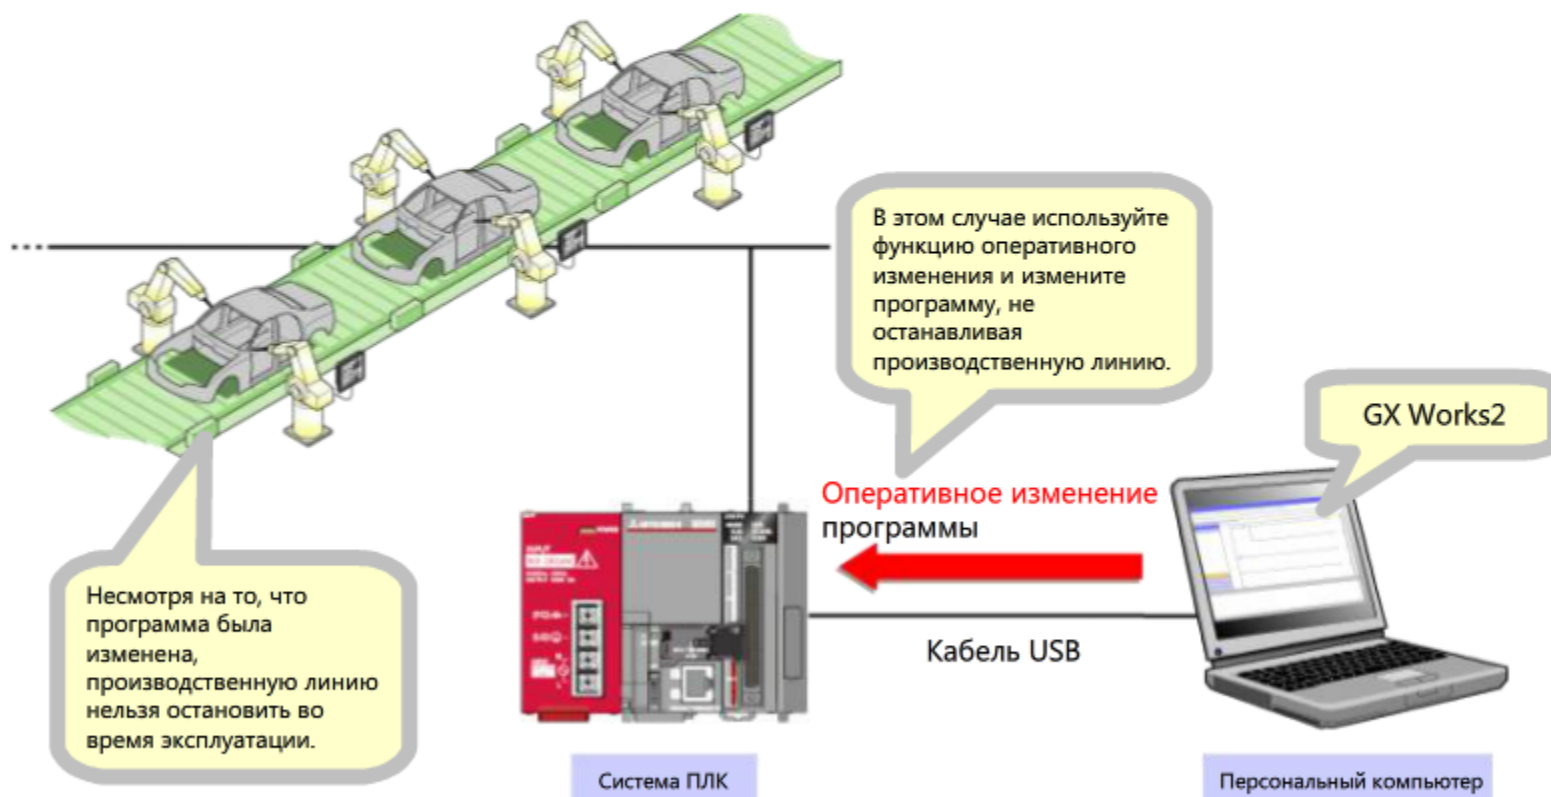 В этом случае используйте
функцию оперативного
изменения и измените
программу, не
останавливая
производственную линию.
GX Works2
Оперативное изменение
программы
Несмотря на то, что
программа была
изменена,
производственную линию
нельзя остановить во
время эксплуатации.
Кабель USB
Система ПЛК
Персональный компьютер